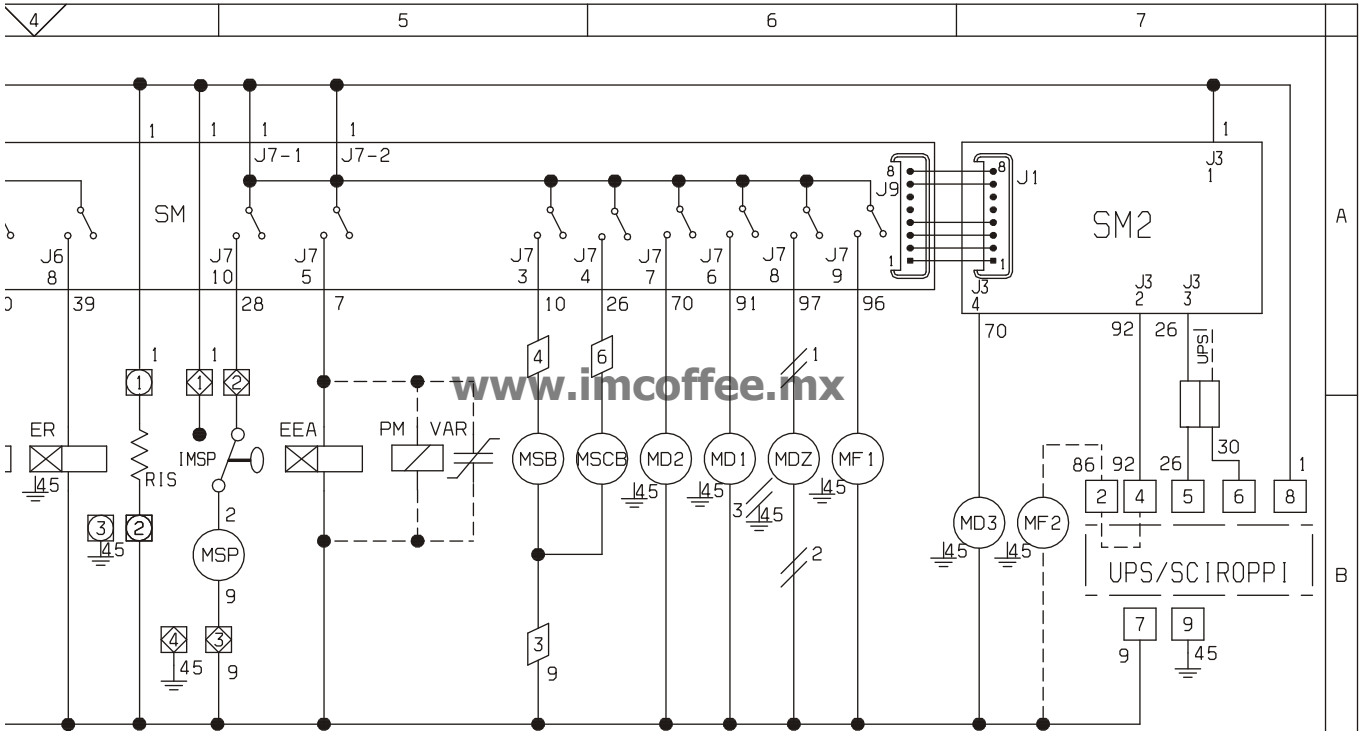 4 5 6 7
1 1 1 1 1
J7-1 J7-2 J3
1
8 J9 8 J1
SM SM2 A
J6 J7 J7 J7 J7 J7 J7 J7 J7
8 10 5 3 4 7 6 8 9 1 1
J3 J3 J3
4 2 3
0 39 28 7 10 26 70 91 97 96 70 92 26
UPSI
1 1 4 6 1
1 1 2
www.imcoffee.mx
ER EEA PM VAR
IMSP MSB MSCB MD2 MD1 MDZ MF1
RIS
30
86 92 26 1
45 45 45 3 45 45
2 4 5 6 8
3 2 2
45 MSP 2 MD3 MF2
45 45
UPS/SCIROPPI B
9
4 3 3 7 9
45 9 9 9 45